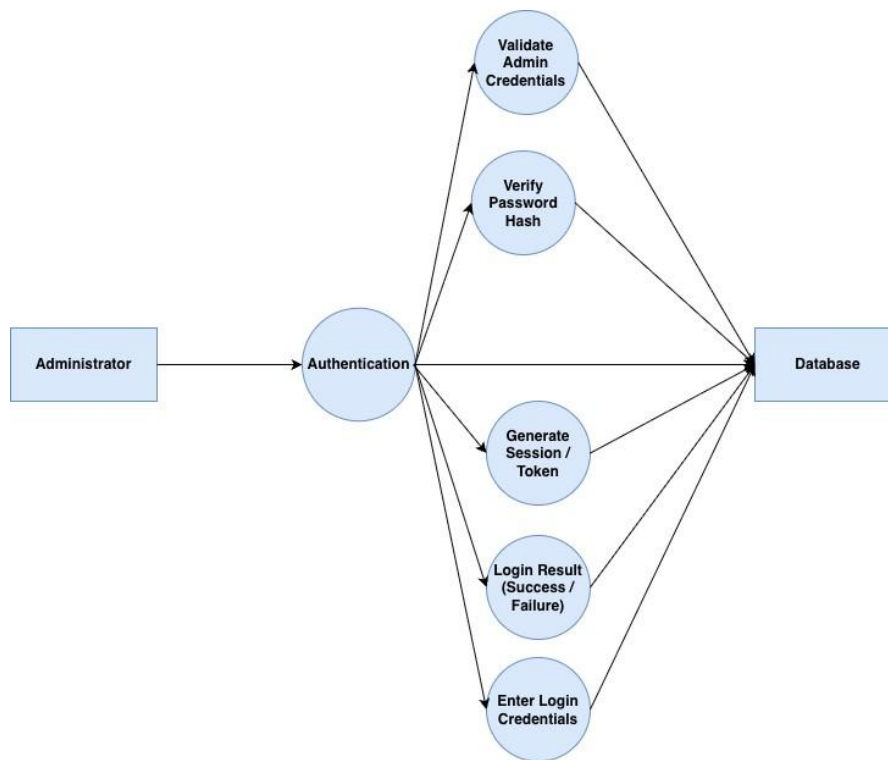 Validate
Admin
Credentials
Verify
Password
Hash
Administrator
Authentication
Database
Generate
Session /
Token
Login Result
(Success /
Failure)
Enter Login
Credentials